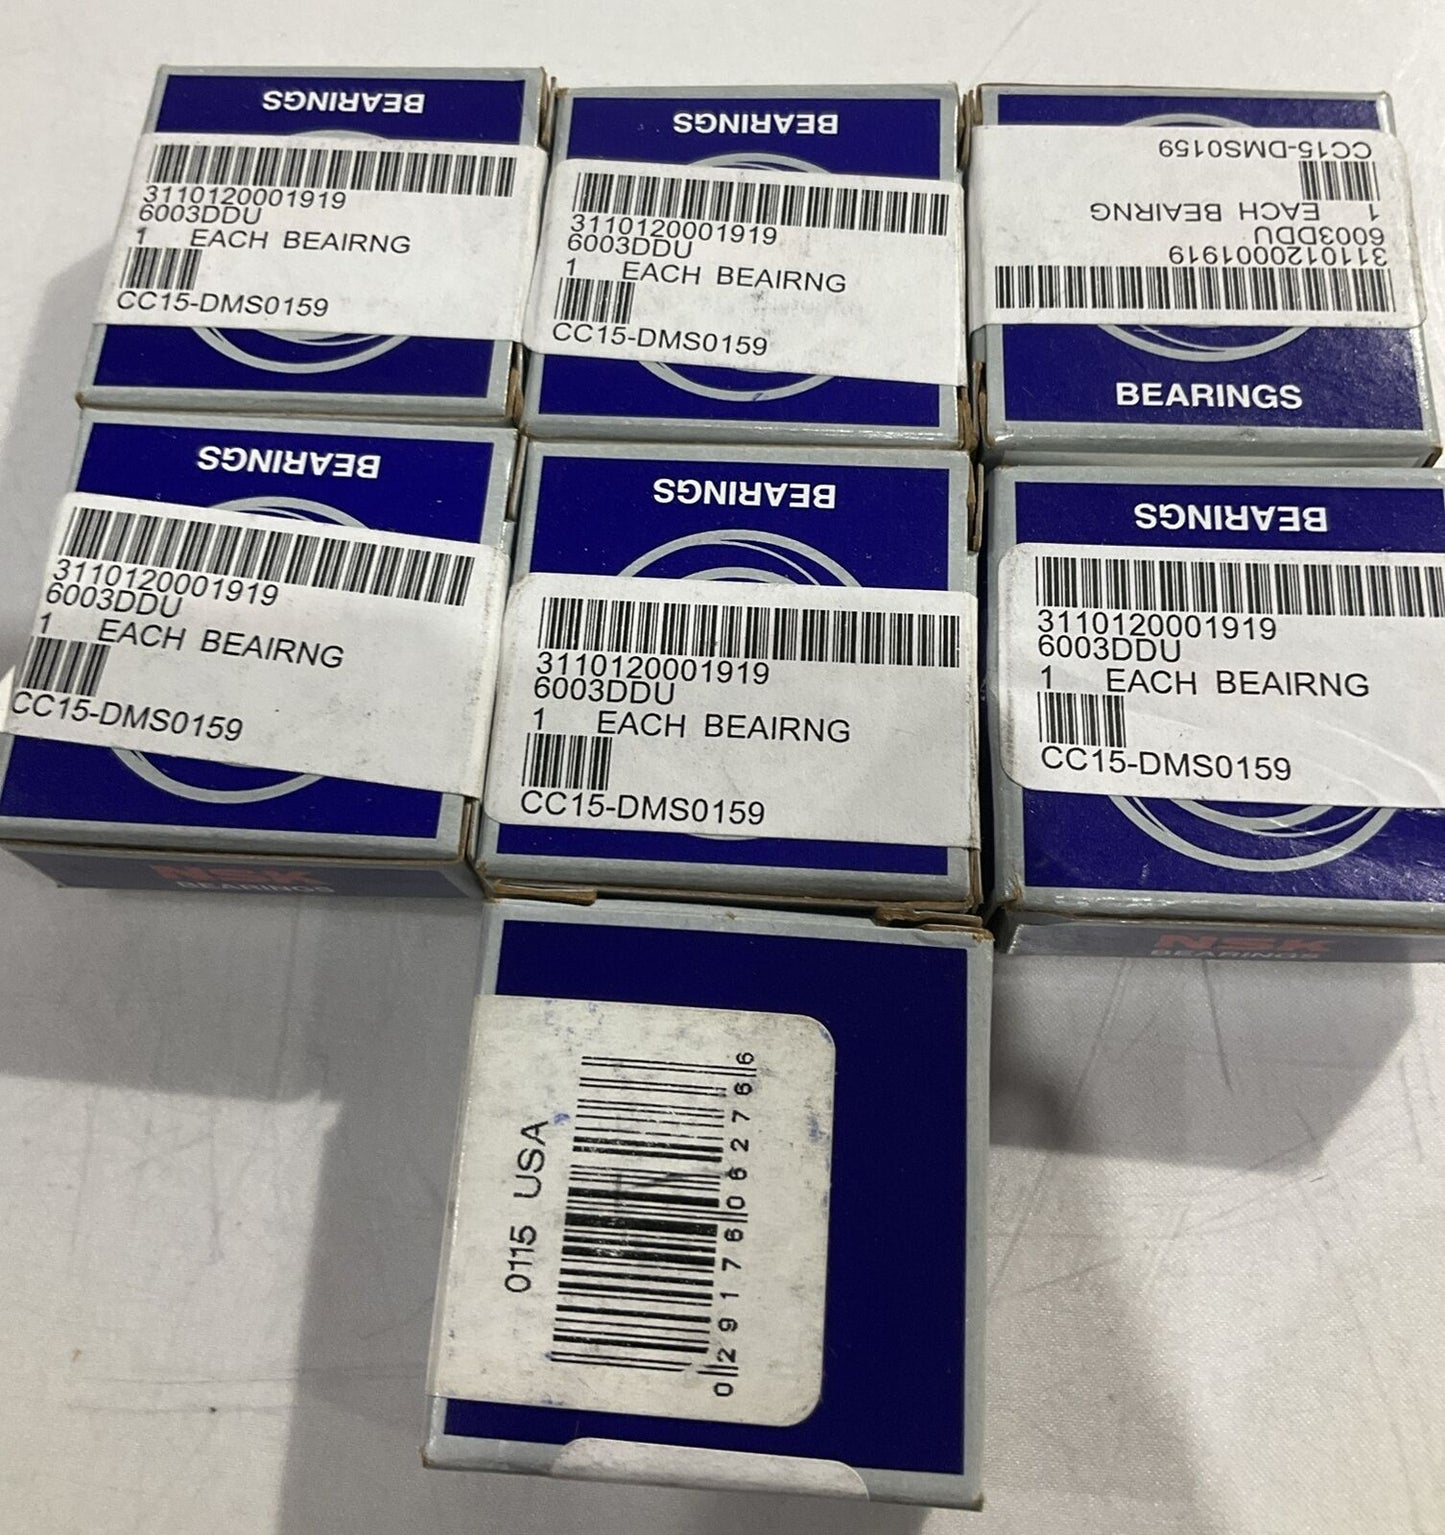 BEARINGS
3110120001919
6003DDU
1 EACH BEAIRNG
CC15-DMS0159
BEARINGS
3110120001919
6003DDU
1 EACH BEAIRNG
CC15-DMS0159
3110120001919
6003DDU
1 EACH BEAIRNG
CC15-DMS0159
BEARINGS
BEARINGS
3110120001919
6003DDU
1 EACH BEAIRNG
CC15-DMS0159
NSK
BEARINGS
BEARINGS
3110120001919
6003DDU
1 EACH BEAIRNG
CC15-DMS0159
BEARINGS
3110120001919
6003DDU
1 EACH BEAIRNG
CC15-DMS0159
NSK
BEARINGS
0115 USA
0 29176 06276 6